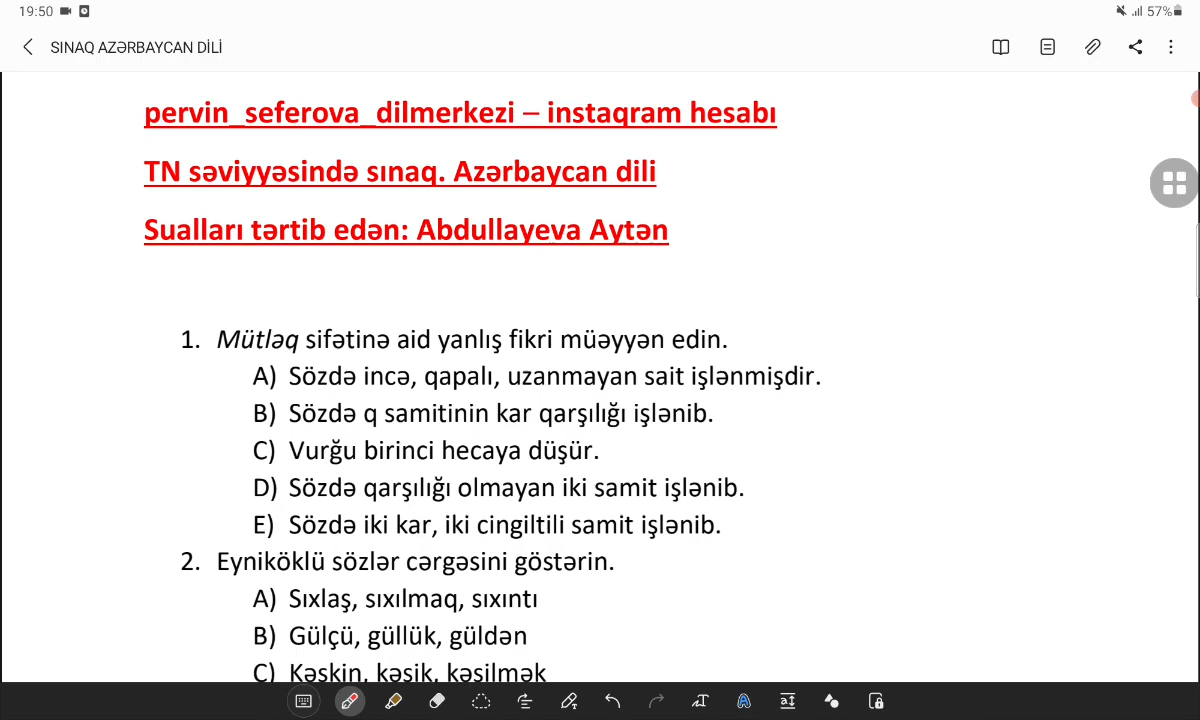 19:50
57%
SINAQ AZƏRBAYCAN DİLİ
pervin_seferova_dilmerkezi – instaqram hesabı
TN səviyyəsində sınaq. Azərbaycan dili
Sualları tərtib edən: Abdullayeva Aytən
1. Mütləq sifətinə aid yanlış fikri müəyyən edin.
A) Sözdə incə, qapalı, uzanmayan sait işlənmişdir.
B) Sözdə q samitinin kar qarşılığı işlənib.
C) Vurğu birinci hecaya düşür.
D) Sözdə qarşılığı olmayan iki samit işlənib.
E) Sözdə iki kar, iki cingiltili samit işlənib.
2. Eyniköklü sözlər cərgəsini göstərin.
A) Sıxlaş, sıxılmaq, sıxıntı
B) Gülçü, güllük, güldən
C) Kəskin, kəsik, kəsilmək